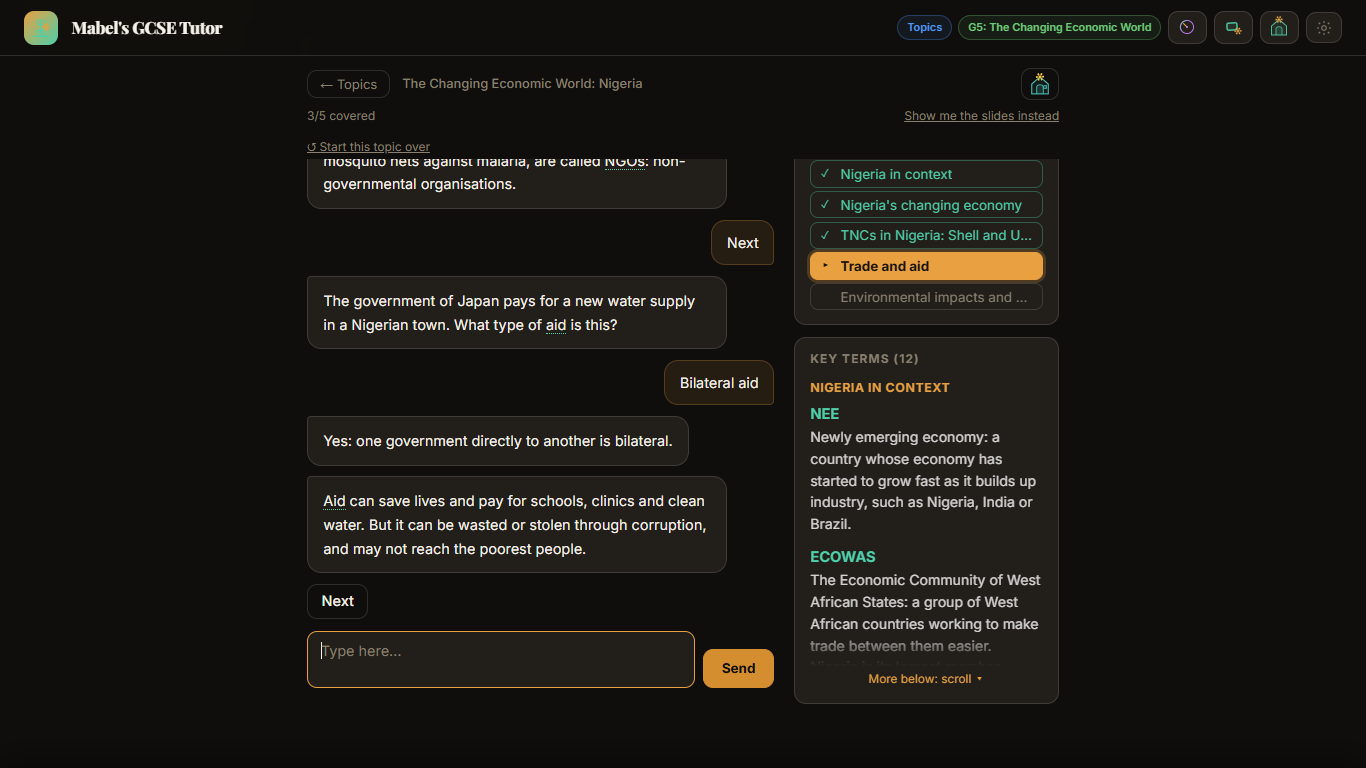 Mabel's GCSE Tutor
Topics
G5: The Changing Economic World
← Topics
The Changing Economic World: Nigeria
3/5 covered
Show me the slides instead
↺ Start this topic over
mosquito nets against malaria, are called NGOs: non-
governmental organisations.
Next
The government of Japan pays for a new water supply
in a Nigerian town. What type of aid is this?
Bilateral aid
Yes: one government directly to another is bilateral.
Aid can save lives and pay for schools, clinics and clean
water. But it can be wasted or stolen through corruption,
and may not reach the poorest people.
Next
Type here...
Send
✓ Nigeria in context
✓ Nigeria's changing economy
✓ TNCs in Nigeria: Shell and U...
▸ Trade and aid
Environmental impacts and ...
KEY TERMS (12)
NIGERIA IN CONTEXT
NEE
Newly emerging economy: a
country whose economy has
started to grow fast as it builds up
industry, such as Nigeria, India or
Brazil.
ECOWAS
The Economic Community of West
African States: a group of West
African countries working to make
trade between them easier.
More below: scroll ▾